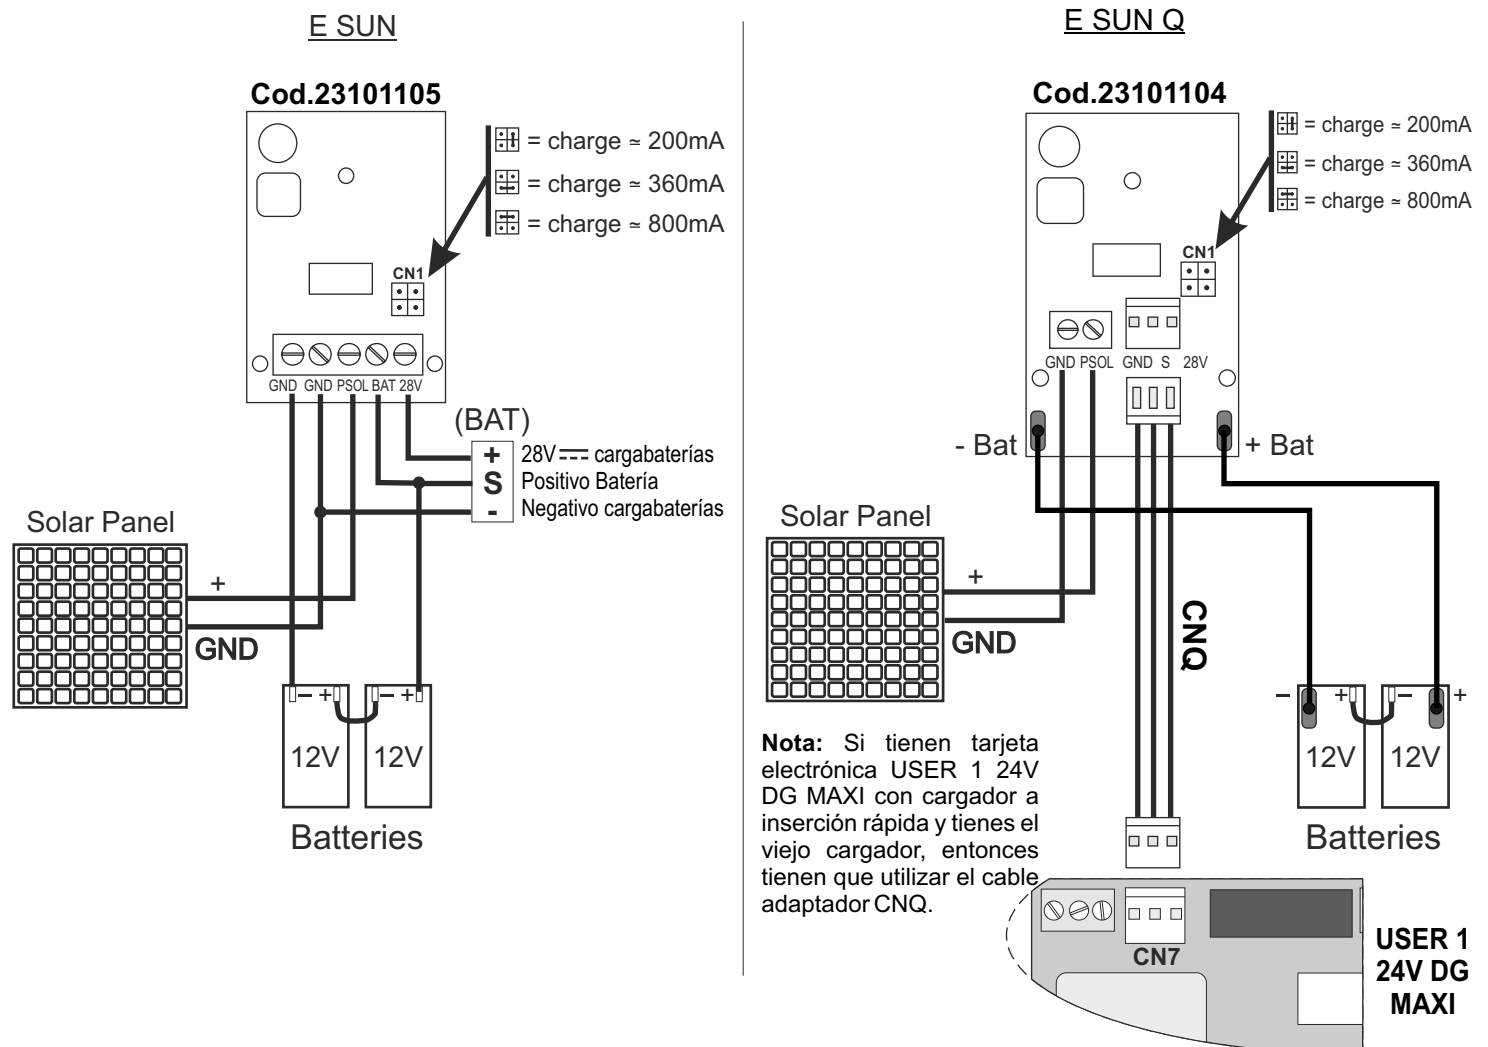 E SUN
Cod.23101105
= charge ≃ 200mA
= charge ≃ 360mA
= charge ≃ 800mA
CN1
GND GND PSOL BAT 28V
(BAT)
+ 28V cargabaterías
S Positivo Batería
- Negativo cargabaterías
Solar Panel
+
GND
− + − +
12V 12V
Batteries
E SUN Q
Cod.23101104
= charge ≃ 200mA
= charge ≃ 360mA
= charge ≃ 800mA
CN1
GND PSOL GND S 28V
- Bat + Bat
Solar Panel
+
GND
CNQ
− + − +
12V 12V
Batteries
Nota: Si tienen tarjeta
electrónica USER 1 24V
DG MAXI con cargador a
inserción rápida y tienes el
viejo cargador, entonces
tienen que utilizar el cable
adaptador CNQ.
CN7
USER 1
24V DG
MAXI